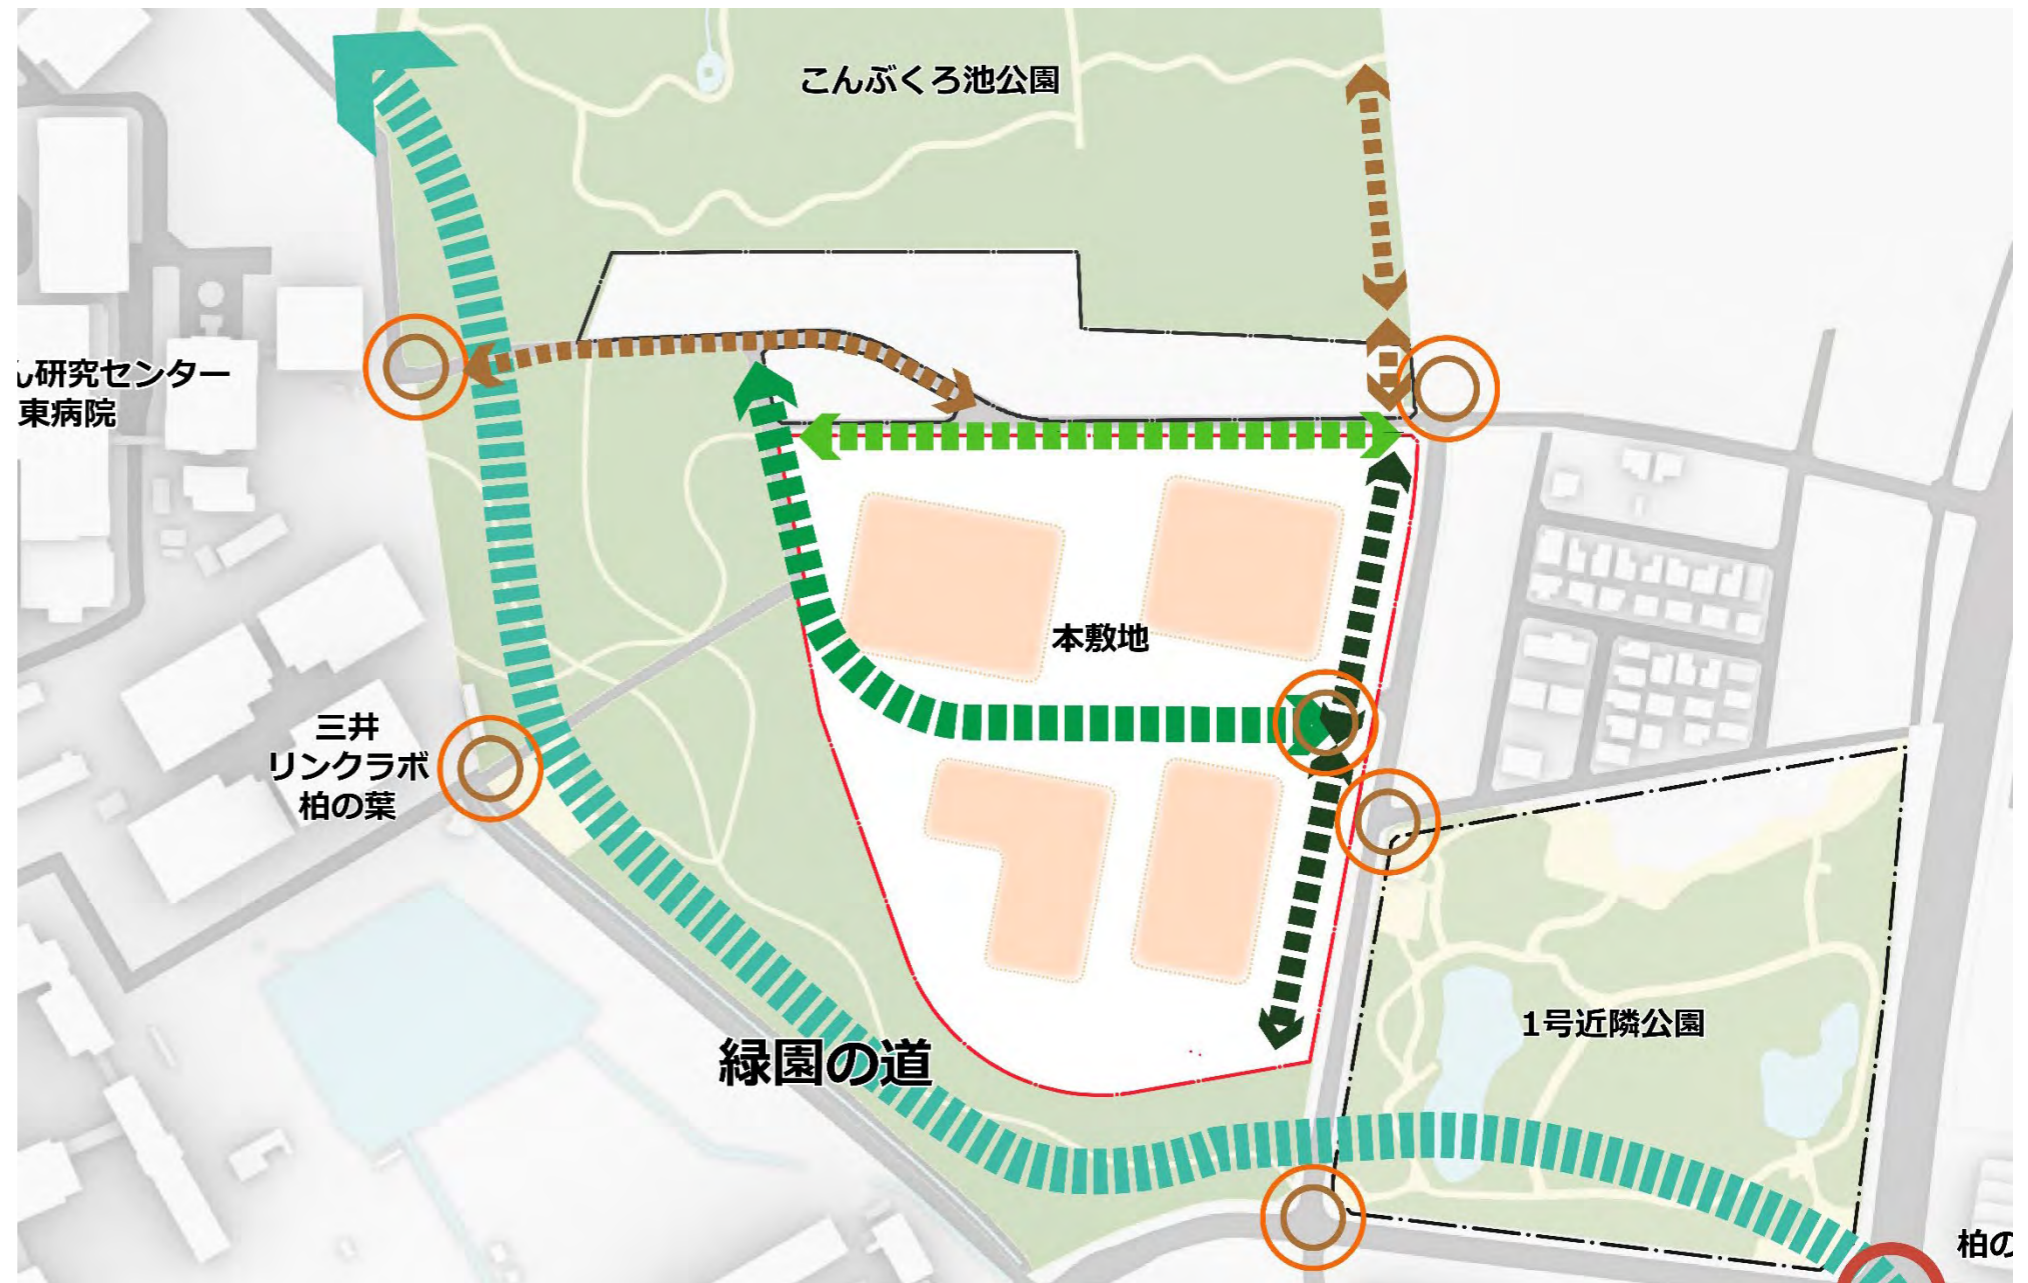 こんぶくろ池公園
ん研究センター
東病院
本敷地
三井
リンクラボ
柏の葉
1号近隣公園
緑園の道
柏の